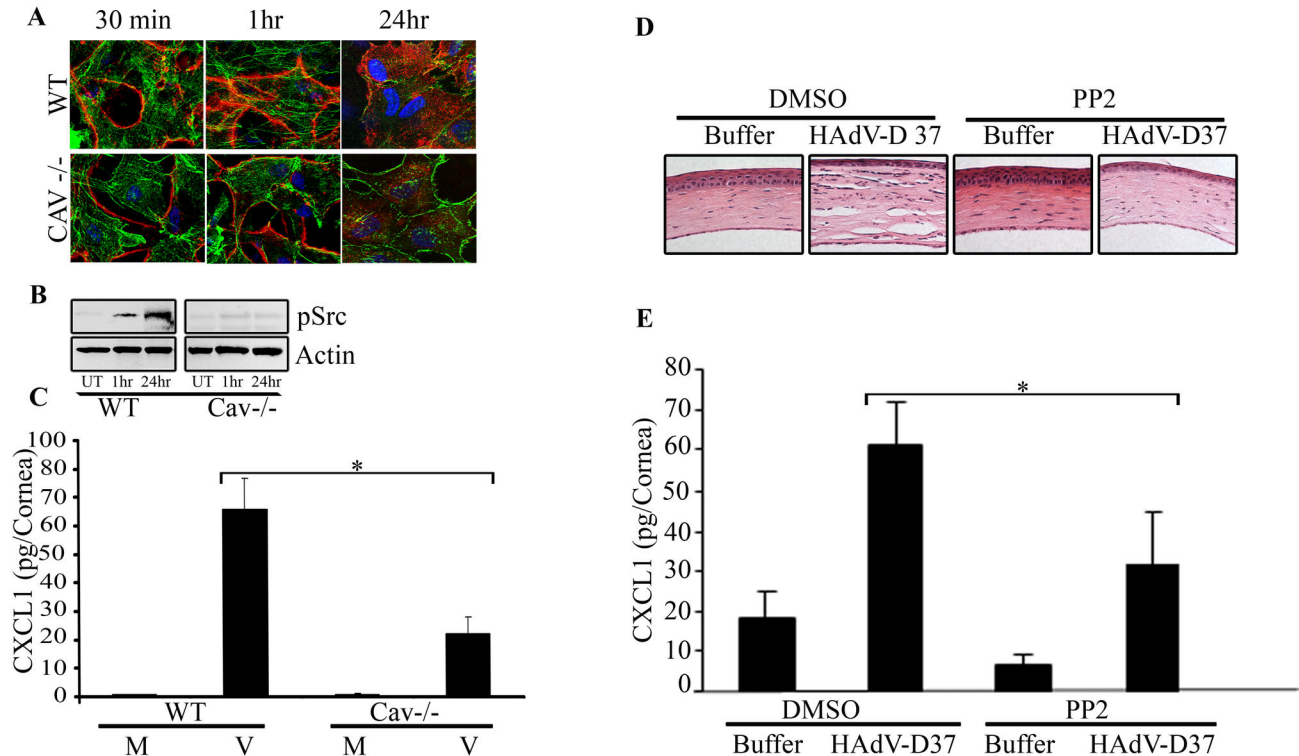 A
30 min 1hr 24hr
WT
CAV -/-
B
pSrc
Actin
UT 1hr 24hr UT 1hr 24hr
WT Cav-/-
C
CXCL1 (pg/Cornea)
100
90
80
70
60
50
40
30
20
10
0
*
WT Cav-/-
M V M V
D
DMSO PP2
Buffer HAdV-D 37 Buffer HAdV-D37
E
CXCL1 (pg/Cornea)
80
70
60
50
40
30
20
10
0
*
DMSO PP2
Buffer HAdV-D37 Buffer HAdV-D37